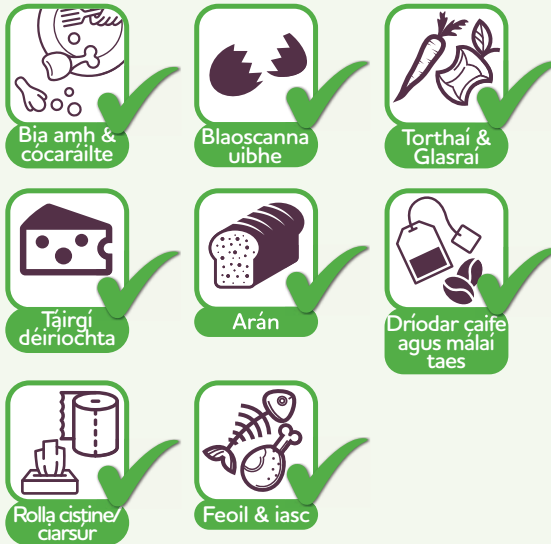 Bia amh &
cócaráilte
Blaoscanna
uibhe
Torthaí &
Glasraí
Táirgí
déiríochta
Arán
Dríodar caife
agus málaí
taes
Rolla cistine/
ciarsúr
Feoil & iasc